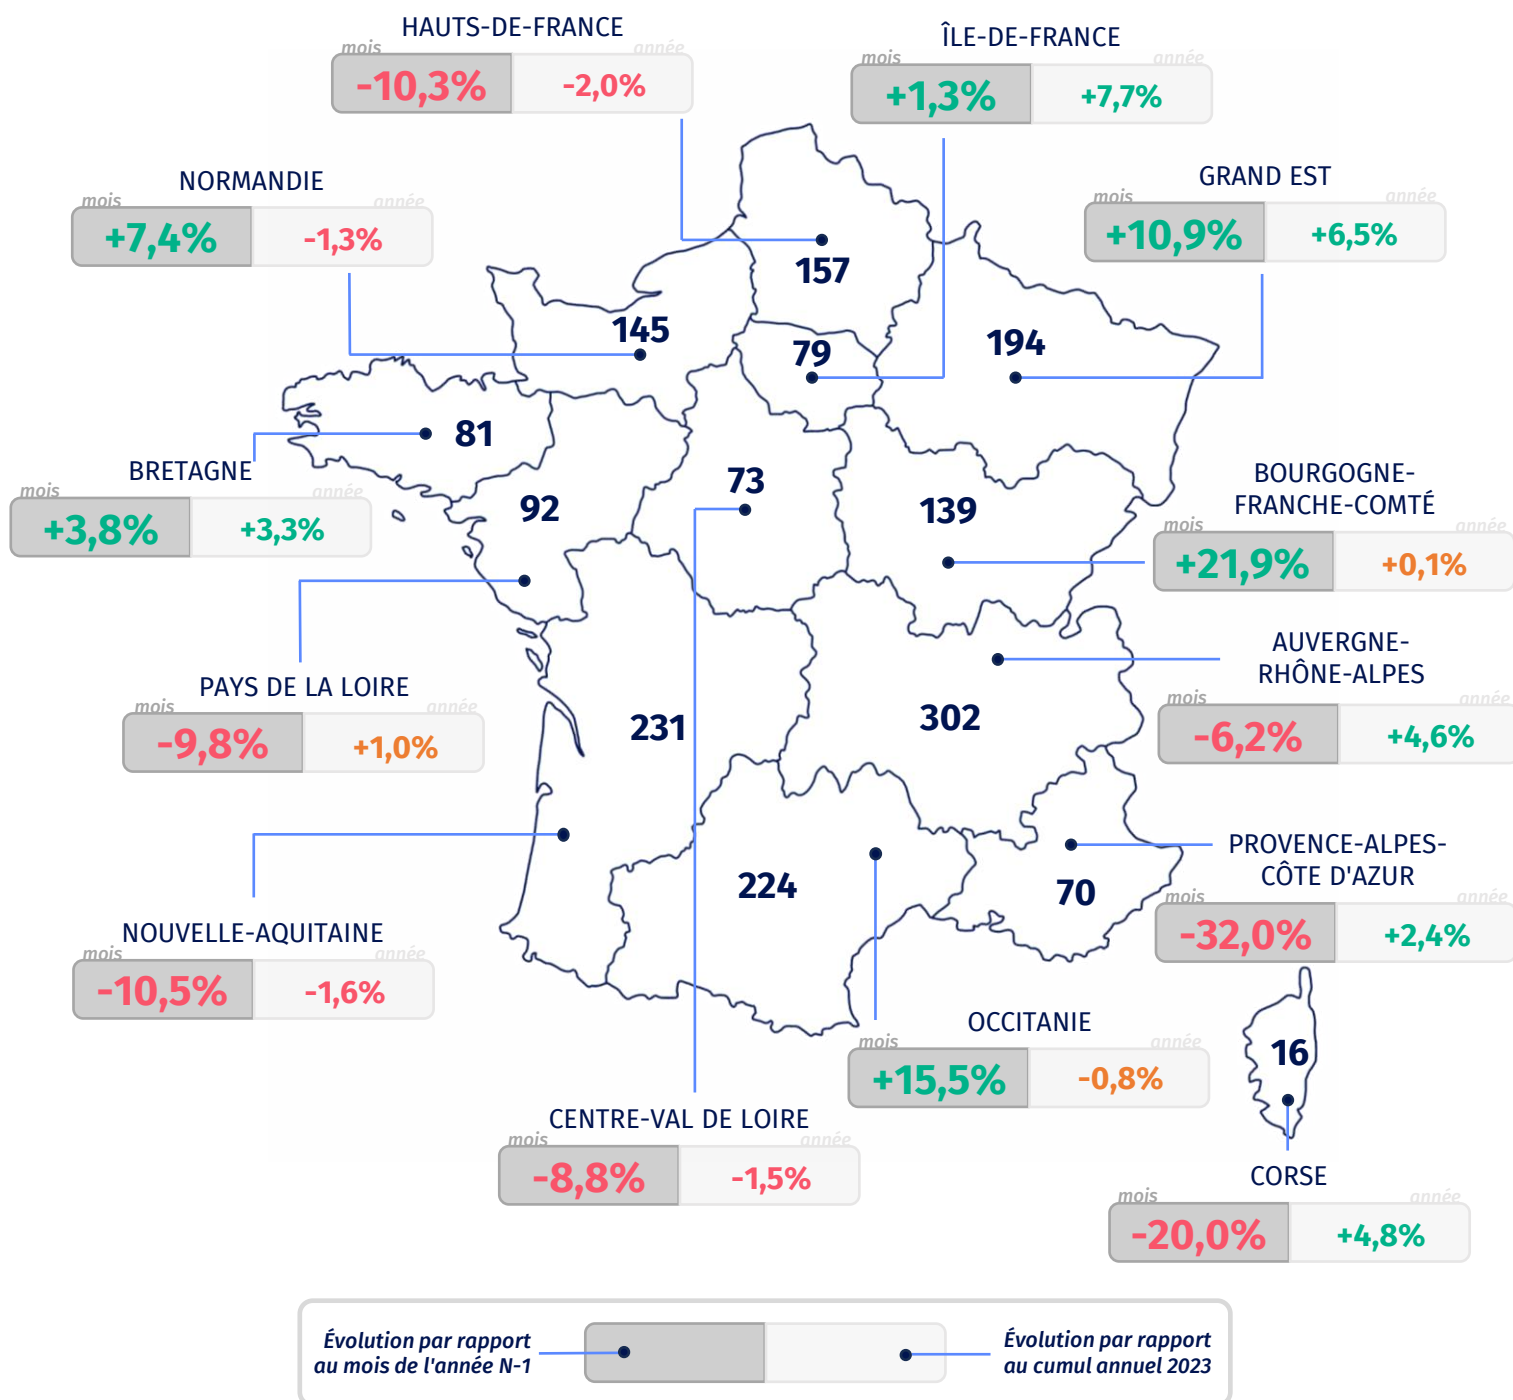 HAUTS-DE-FRANCE
mois année
-10,3% -2,0%
ÎLE-DE-FRANCE
mois année
+1,3% +7,7%
NORMANDIE
mois année
+7,4% -1,3%
GRAND EST
mois année
+10,9% +6,5%
157
145
79
194
81
BRETAGNE
mois année
+3,8% +3,3%
73
92
139
BOURGOGNE-
FRANCHE-COMTÉ
mois année
+21,9% +0,1%
PAYS DE LA LOIRE
mois année
-9,8% +1,0%
AUVERGNE-
RHÔNE-ALPES
mois année
-6,2% +4,6%
231
302
224
70
PROVENCE-ALPES-
CÔTE D'AZUR
mois année
-32,0% +2,4%
NOUVELLE-AQUITAINE
mois année
-10,5% -1,6%
OCCITANIE
mois année
+15,5% -0,8%
16
CENTRE-VAL DE LOIRE
mois année
-8,8% -1,5%
CORSE
mois année
-20,0% +4,8%
Évolution par rapport
au mois de l'année N-1
Évolution par rapport
au cumul annuel 2023